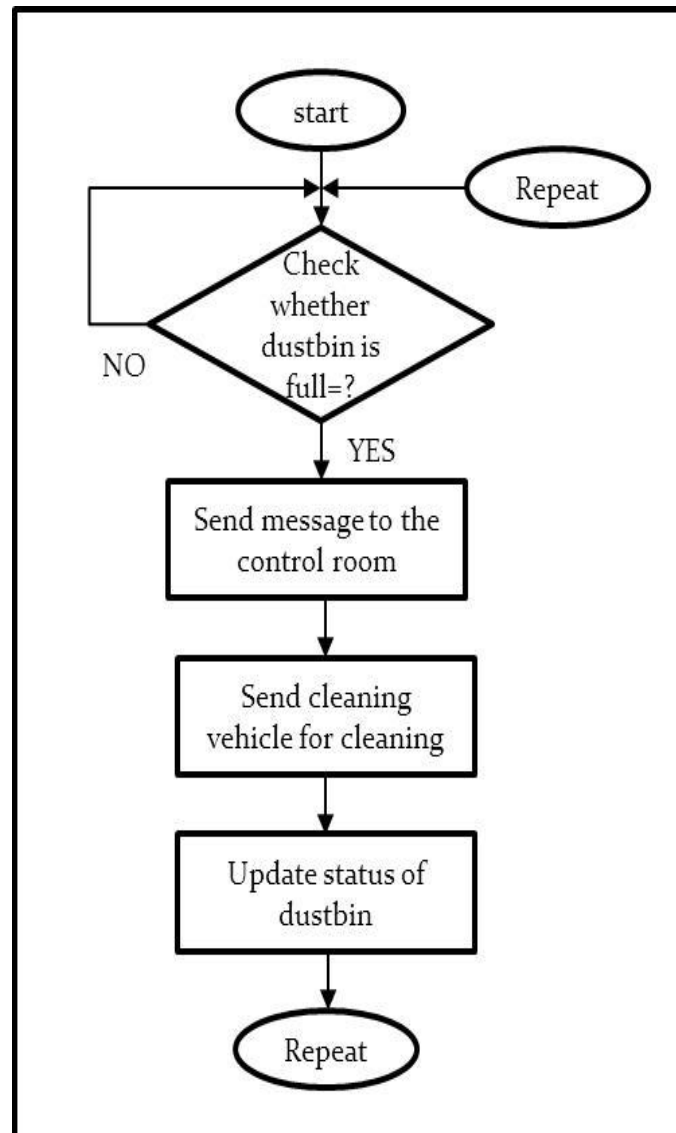 start
Repeat
Check
whether
dustbin is
full=?
NO
YES
Send message to the
control room
Send cleaning
vehicle for cleaning
Update status of
dustbin
Repeat